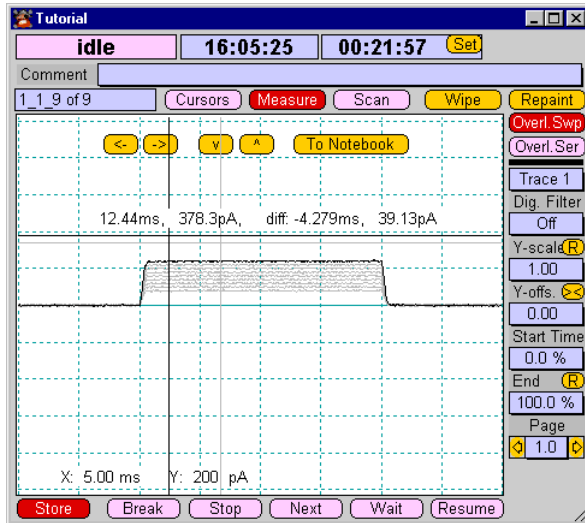 Tutorial
idle 16:05:25 00:21:57 Set
Comment
1_1_9 of 9 Cursors Measure Scan Wipe Repaint
Overl.Swp
<- -> v ^ To Notebook Overl.Ser
Trace 1
Dig. Filter
12.44ms, 378.3pA, diff: -4.279ms, 39.13pA Off
Y-scale R
1.00
Y-offs. ><
0.00
Start Time
0.0 %
End R
100.0 %
Page
1.0
X: 5.00 ms Y: 200 pA
Store Break Stop Next Wait Resume